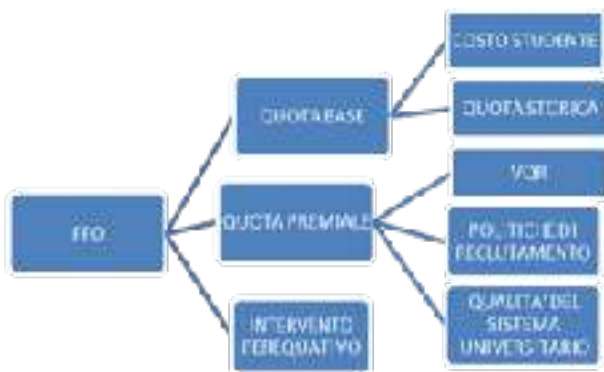 COSTO STUDENTE
QUOTA BASE
QUOTA STORICA
VQR
FFO
QUOTA PREMIALE
POLITICHE DI
RECLUTAMENTO
INTERVENTO
PEREQUATIVO
QUALITA' DEL
SISTEMA
UNIVERSITARIO